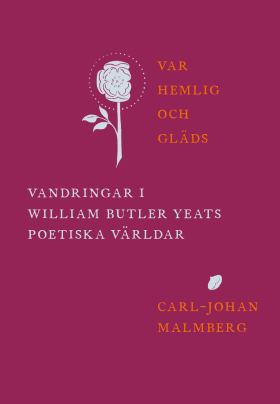 VAR
HEMLIG
OCH
GLÄDS
VANDRINGAR I
WILLIAM BUTLER YEATS
POETISKA VÄRLDAR
CARL-JOHAN
MALMBERG